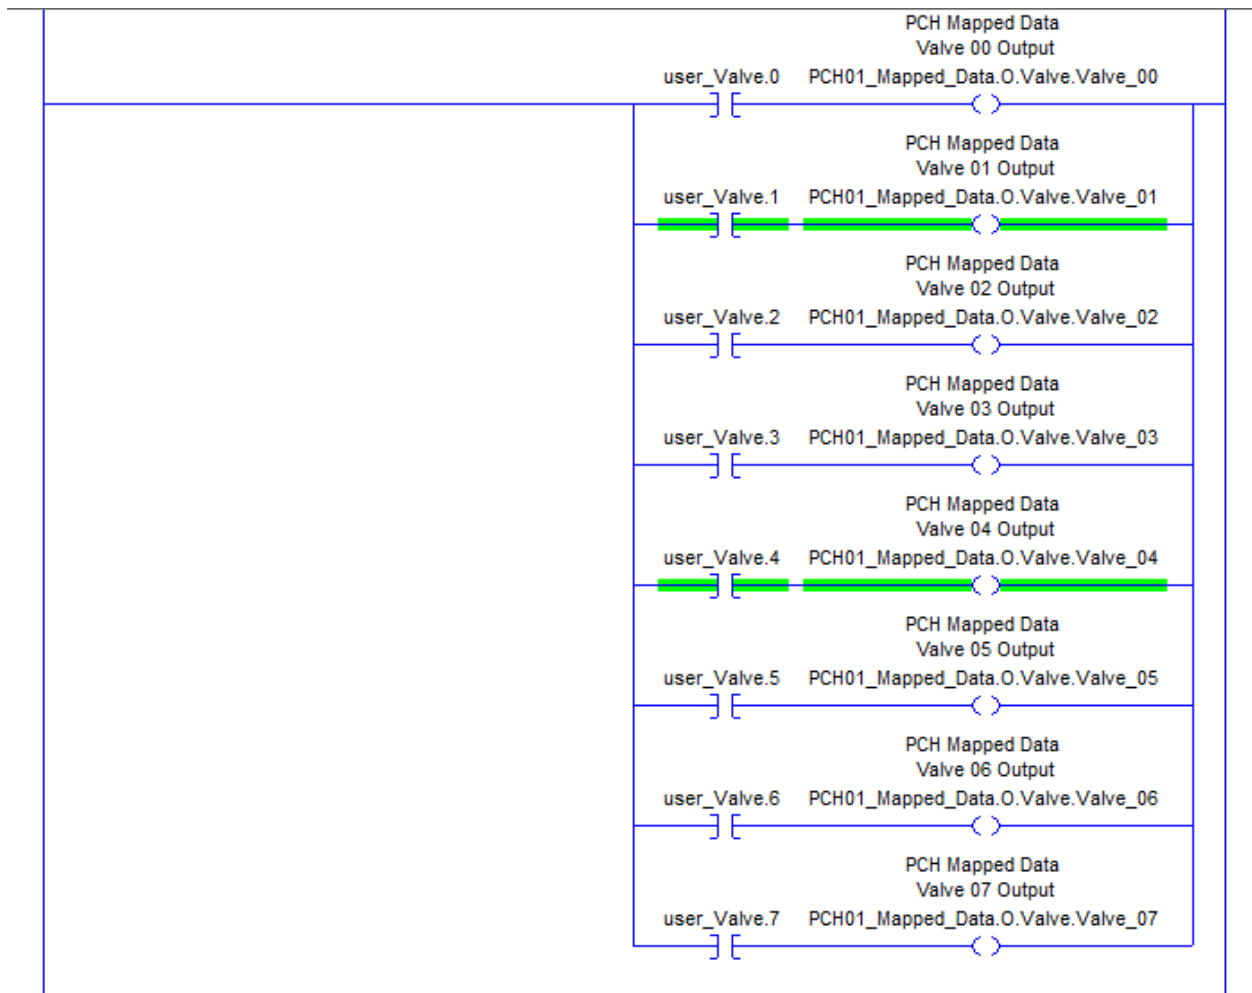 PCH Mapped Data
Valve 00 Output
user_Valve.0 PCH01_Mapped_Data.O.Valve.Valve_00
PCH Mapped Data
Valve 01 Output
user_Valve.1 PCH01_Mapped_Data.O.Valve.Valve_01
PCH Mapped Data
Valve 02 Output
user_Valve.2 PCH01_Mapped_Data.O.Valve.Valve_02
PCH Mapped Data
Valve 03 Output
user_Valve.3 PCH01_Mapped_Data.O.Valve.Valve_03
PCH Mapped Data
Valve 04 Output
user_Valve.4 PCH01_Mapped_Data.O.Valve.Valve_04
PCH Mapped Data
Valve 05 Output
user_Valve.5 PCH01_Mapped_Data.O.Valve.Valve_05
PCH Mapped Data
Valve 06 Output
user_Valve.6 PCH01_Mapped_Data.O.Valve.Valve_06
PCH Mapped Data
Valve 07 Output
user_Valve.7 PCH01_Mapped_Data.O.Valve.Valve_07